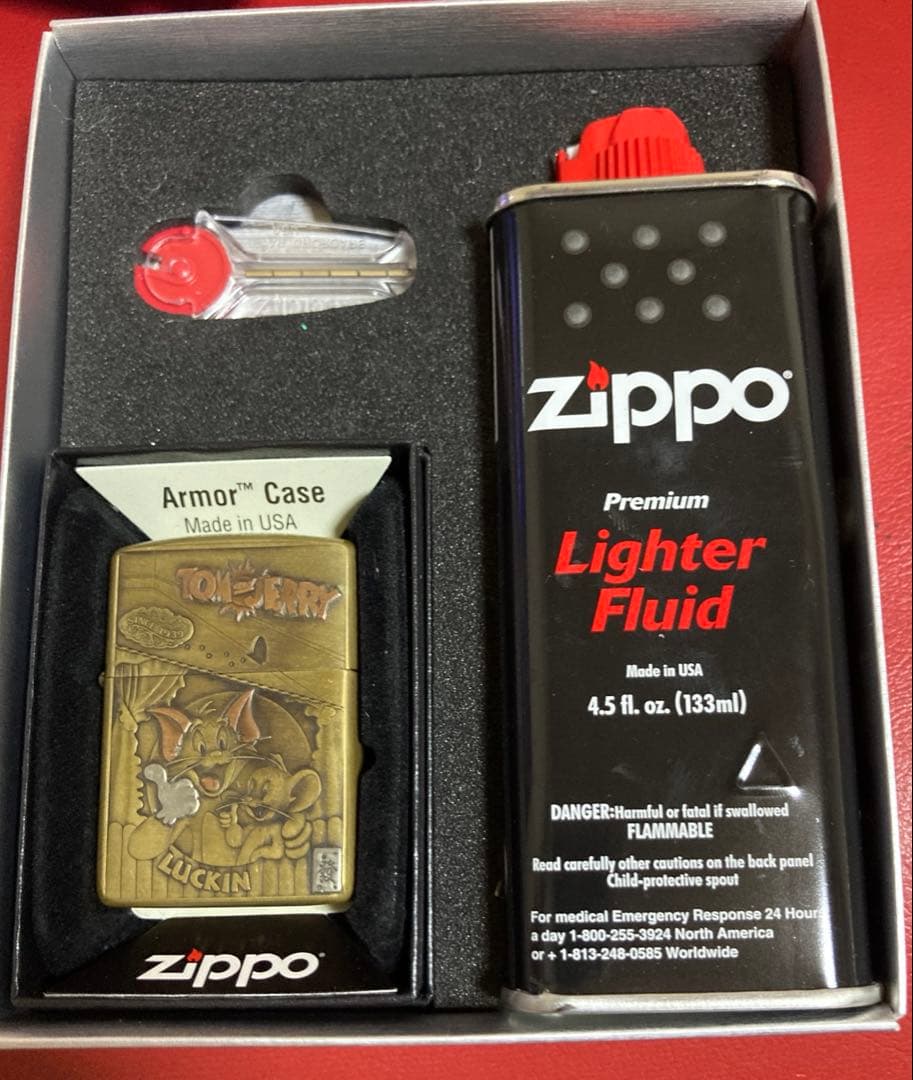 Armor™ Case
Made in USA
TOM and JERRY
SINCE 1939
LUCKIN
zippo
zippo®
Premium
Lighter
Fluid
Made in USA
4.5 fl. oz. (133ml)
DANGER:Harmful or fatal if swallowed
FLAMMABLE
Read carefully other cautions on the back panel
Child-protective spout
For medical Emergency Response 24 Hour
a day 1-800-255-3924 North America
or + 1-813-248-0585 Worldwide